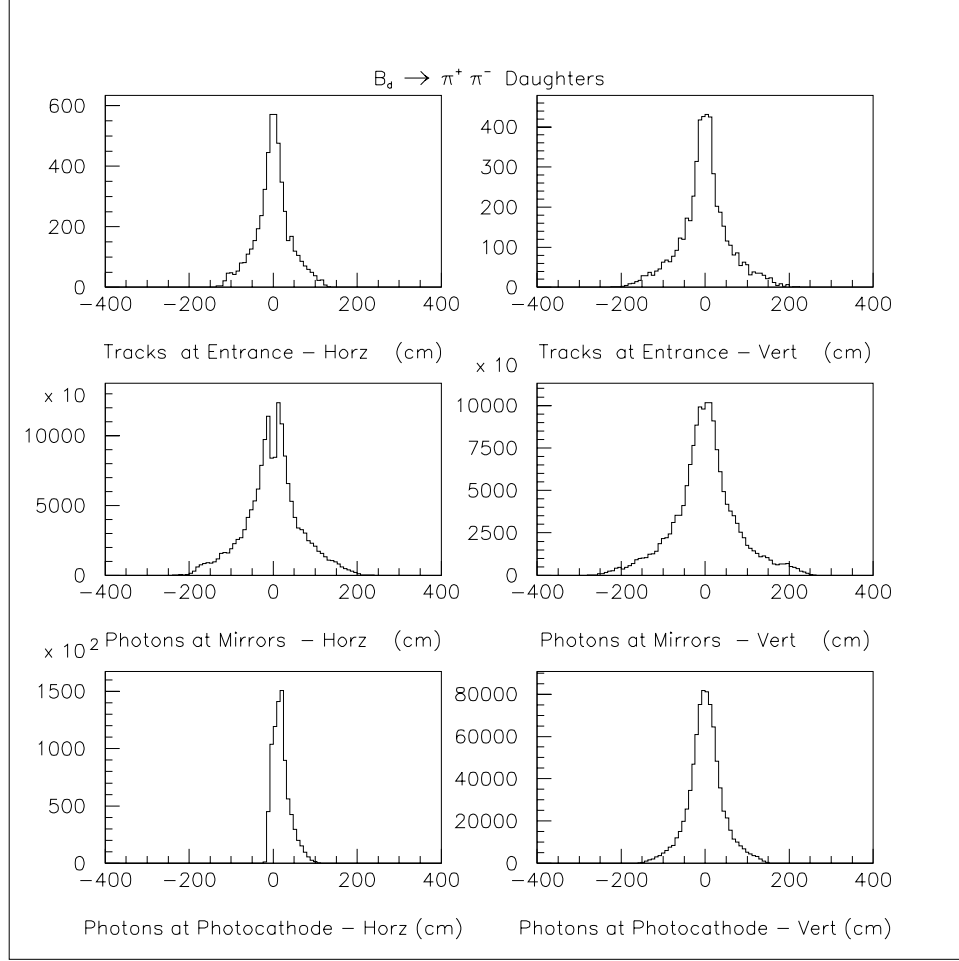 B_d → π⁺ π⁻ Daughters
600
400
200
0
−400 −200 0 200 400
Tracks at Entrance − Horz (cm)
400
300
200
100
0
−400 −200 0 200 400
Tracks at Entrance − Vert (cm)
x 10
10000
5000
0
−400 −200 0 200 400
Photons at Mirrors − Horz (cm)
x 10
10000
7500
5000
2500
0
−400 −200 0 200 400
Photons at Mirrors − Vert (cm)
x 10²
1500
1000
500
0
−400 −200 0 200 400
Photons at Photocathode − Horz (cm)
80000
60000
40000
20000
0
−400 −200 0 200 400
Photons at Photocathode − Vert (cm)